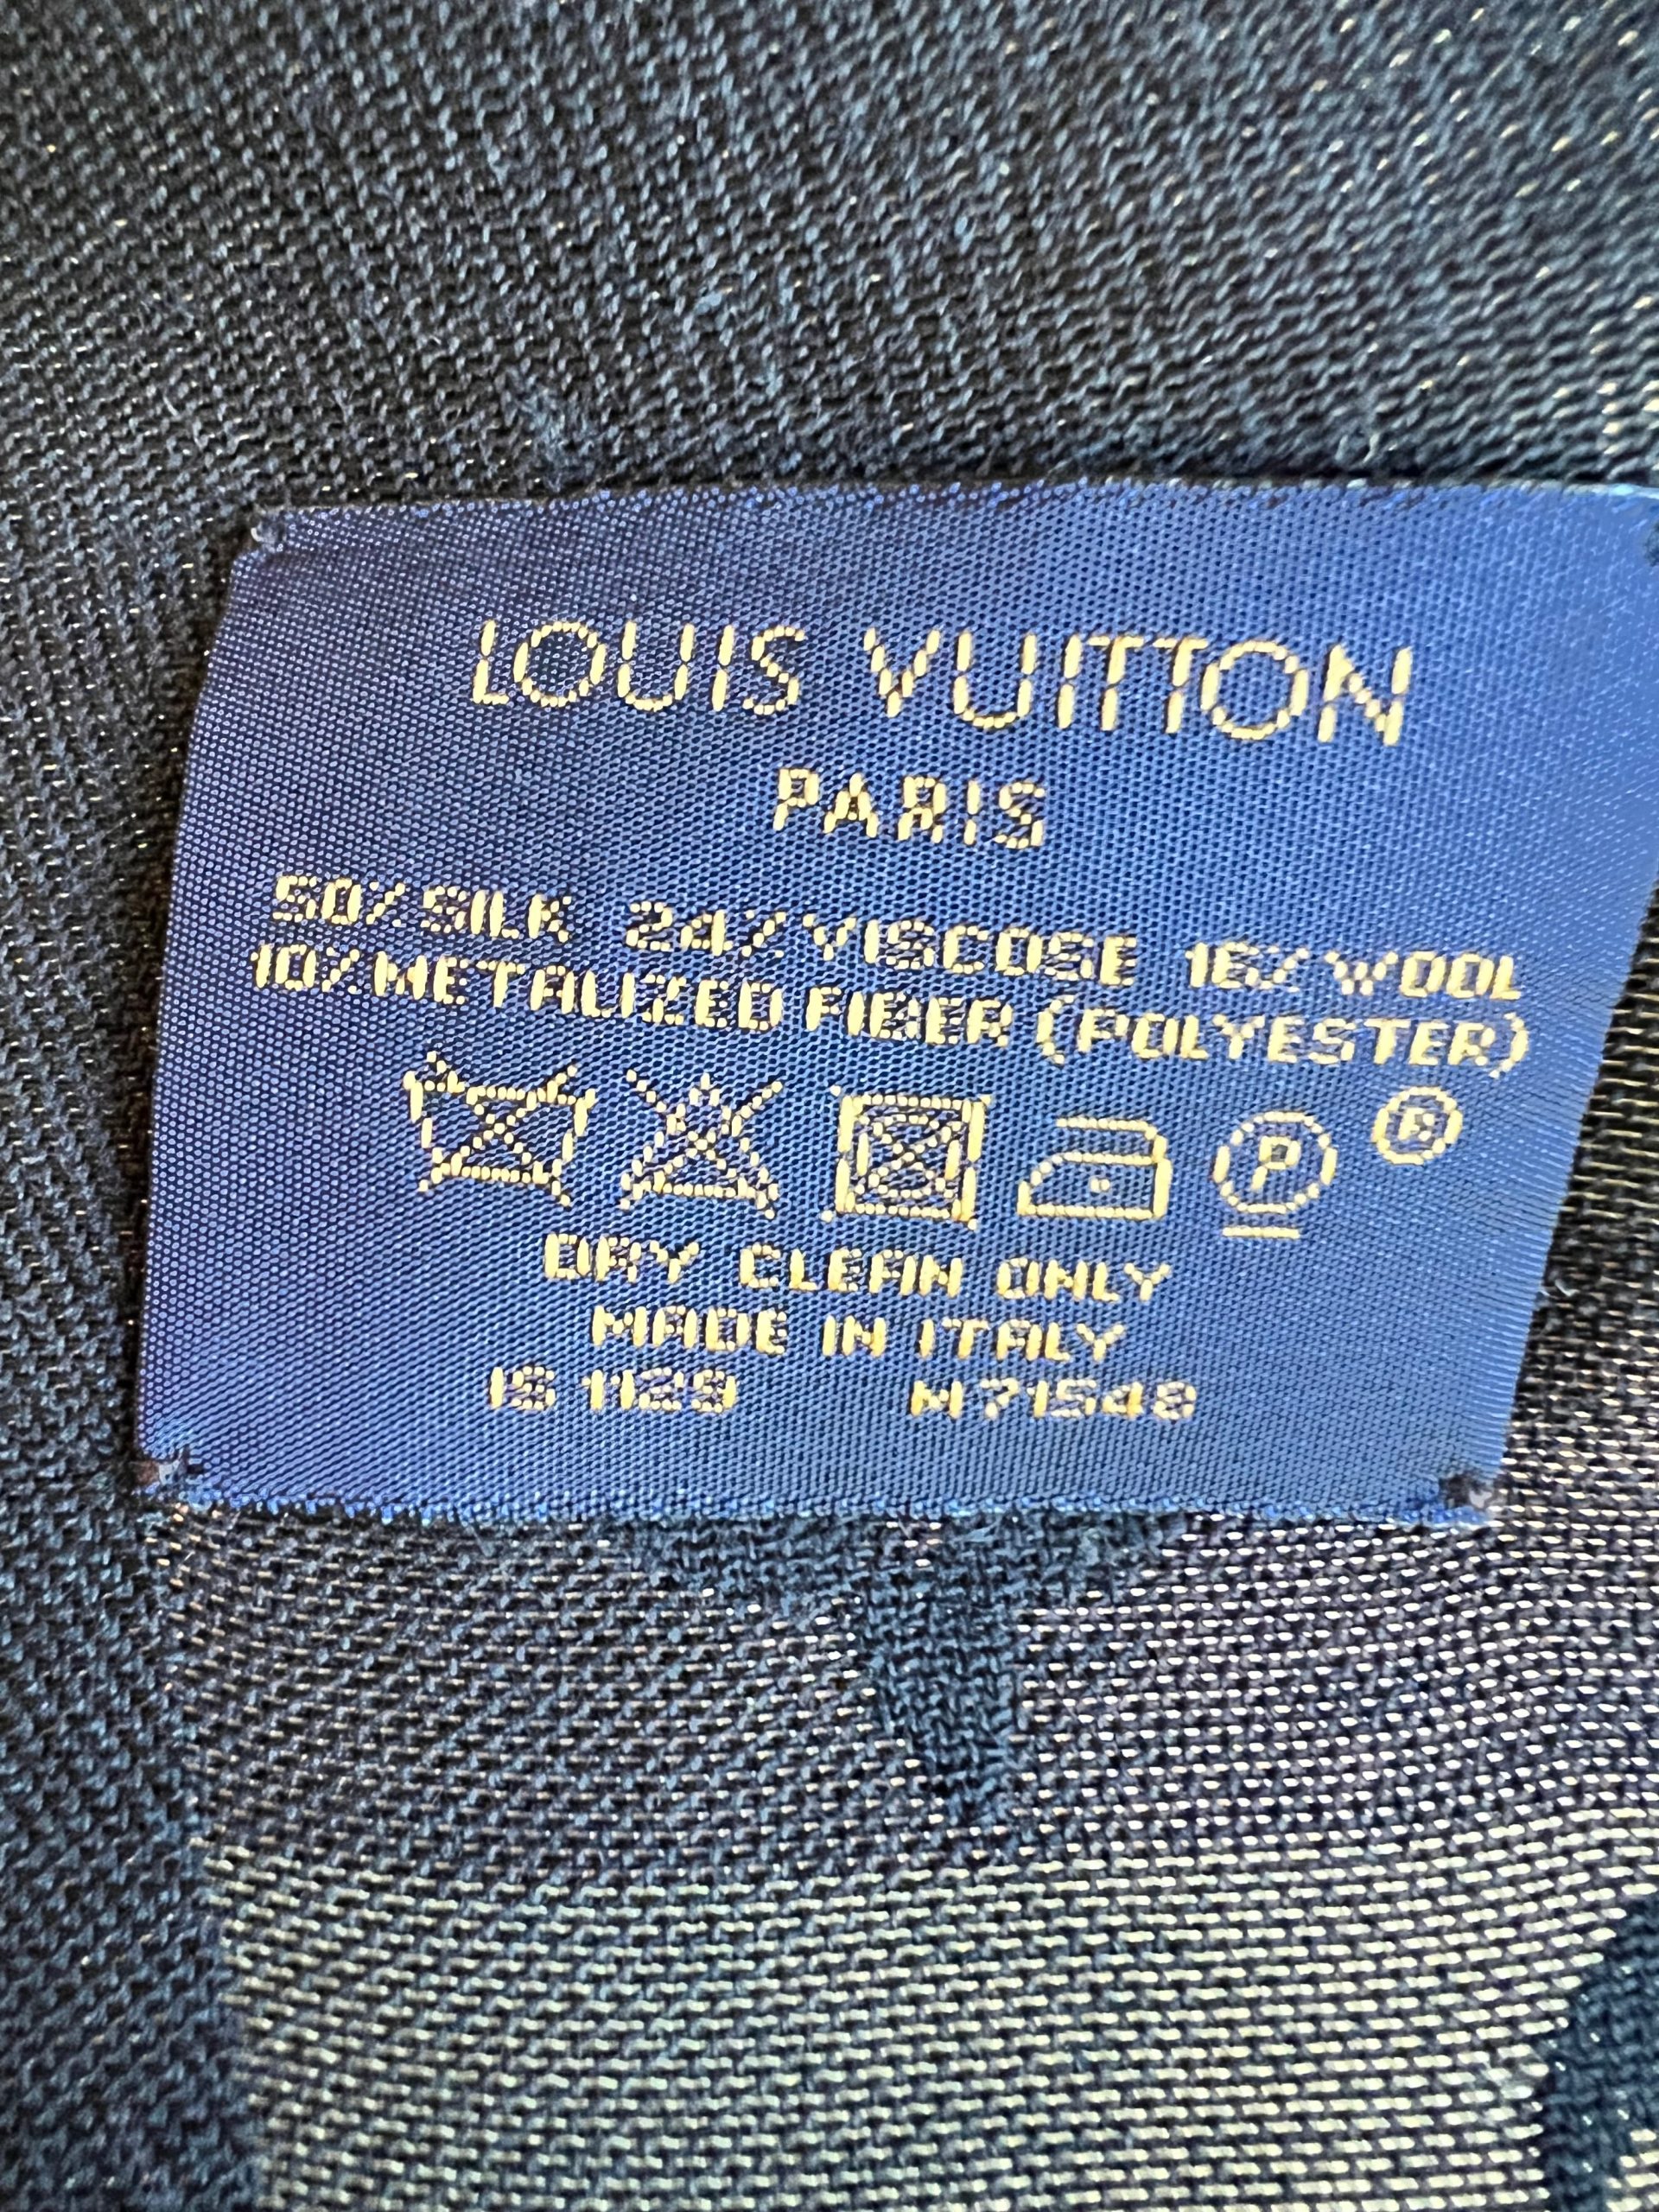 LOUIS VUITTON
PARIS
50% SILK 24% VISCOSE 16% WOOL
10% METALIZED FIBER (POLYESTER)
P ®
DRY CLEAN ONLY
MADE IN ITALY
IS 1129 M71548